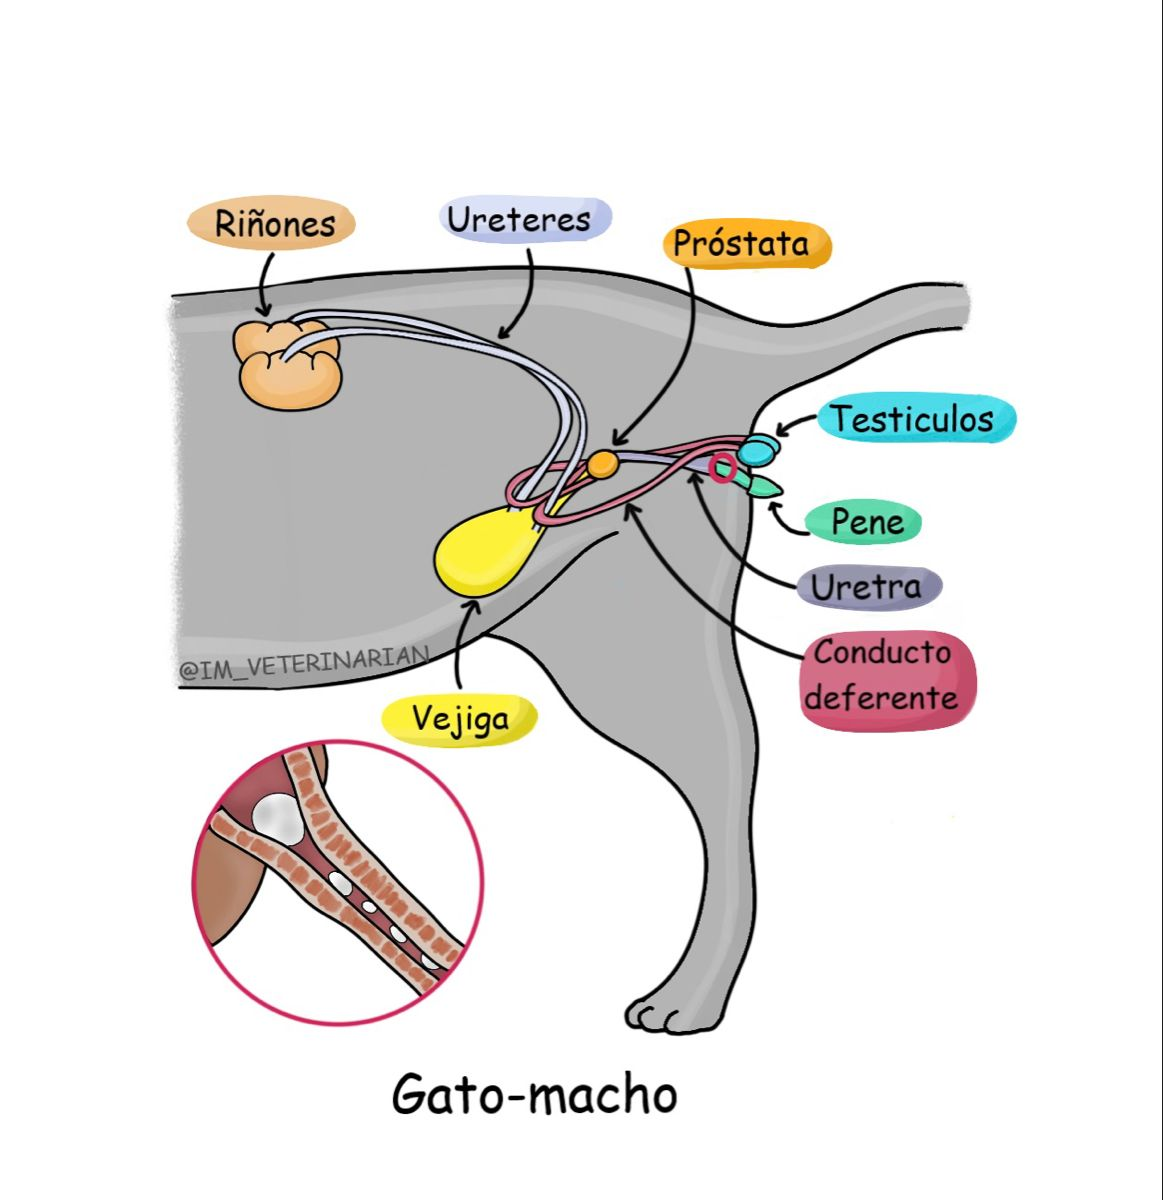 Riñones
Ureteres
Próstata
Testiculos
Pene
Uretra
Conducto
deferente
@IM_VETERINARIAN
Vejiga
Gato-macho